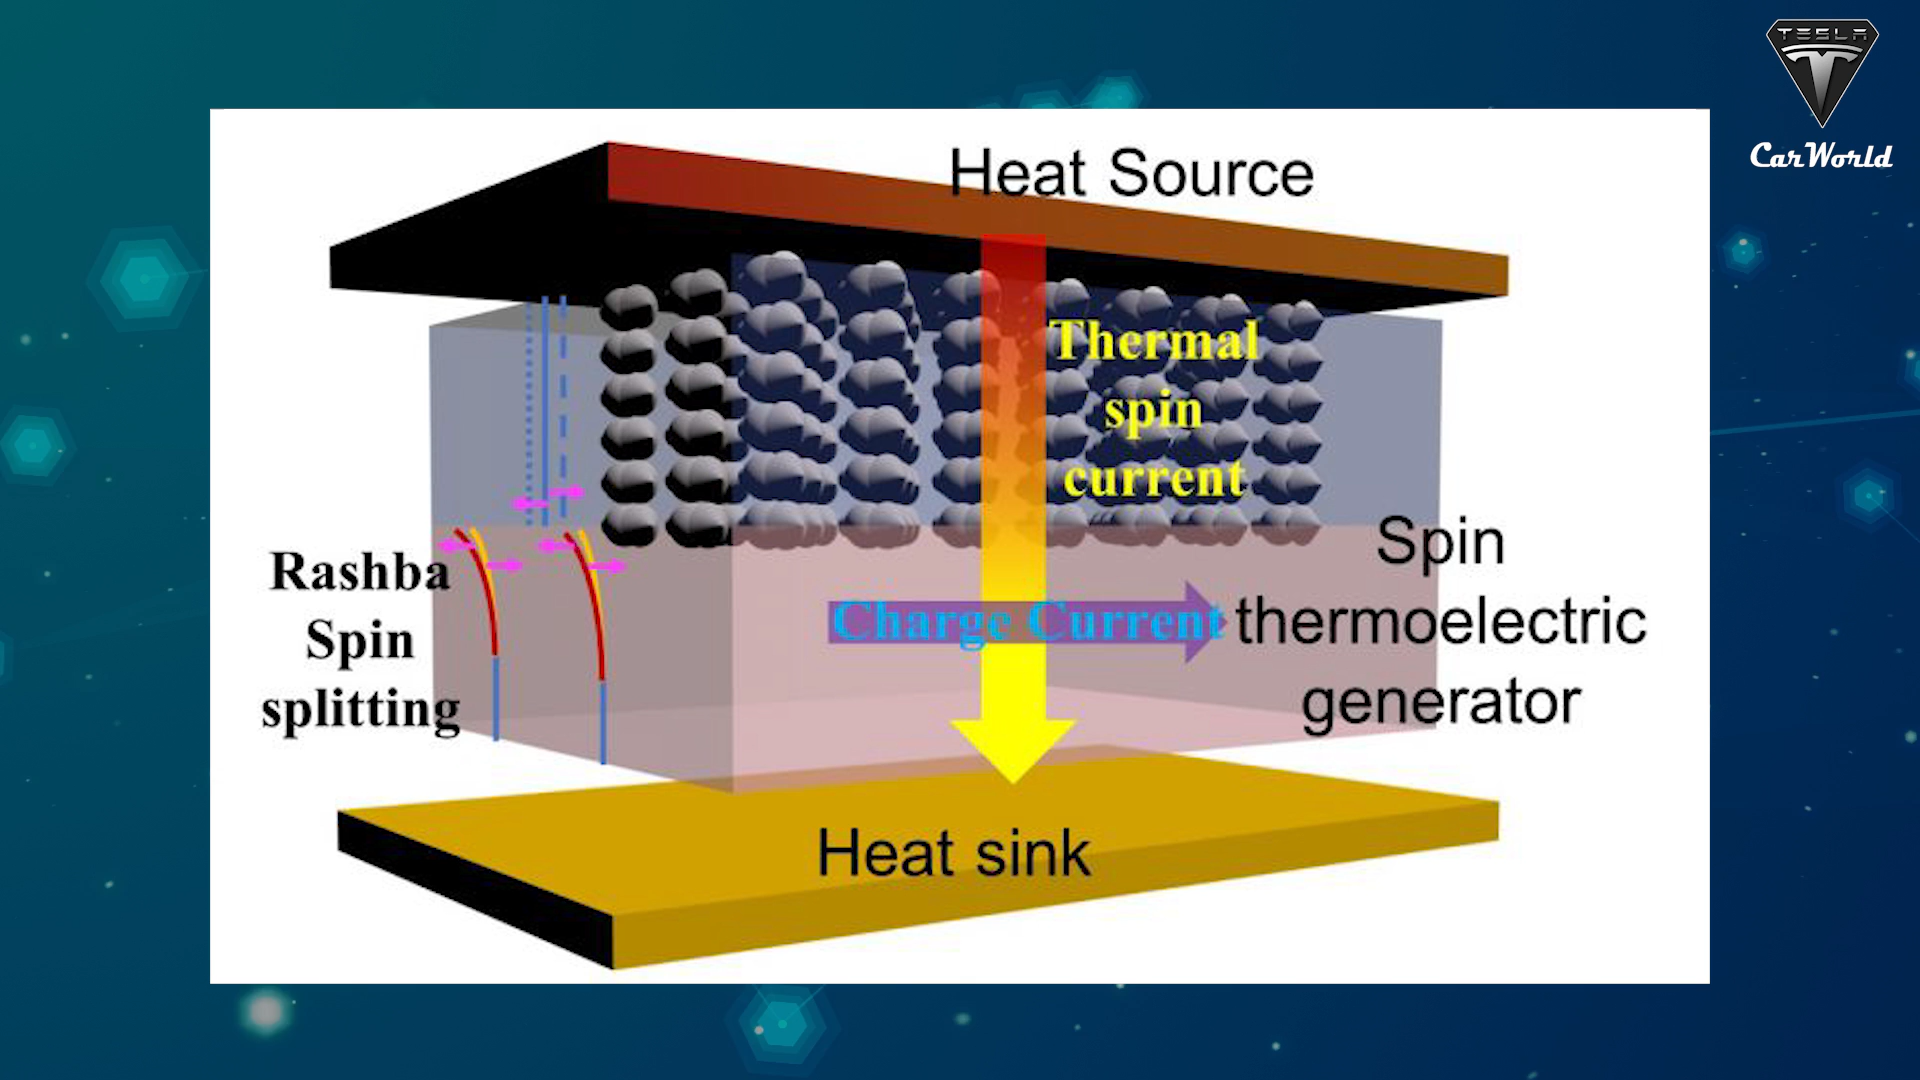 TESLA
CarWorld
Heat Source
Thermal
spin
current
Spin
thermoelectric
generator
Charge Current
Rashba
Spin
splitting
Heat sink